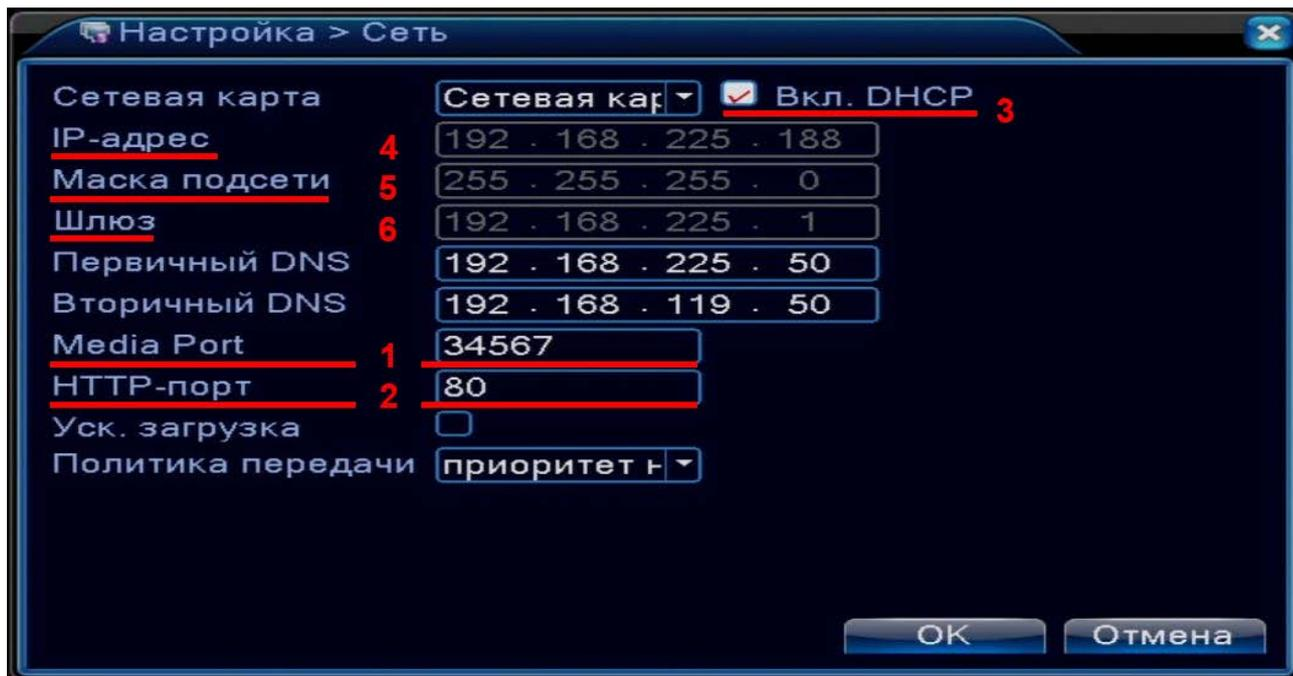 Настройка > Сеть
Сетевая карта Сетевая кар Вкл. DHCP 3
IP-адрес 4 192 . 168 . 225 . 188
Маска подсети 5 255 . 255 . 255 . 0
Шлюз 6 192 . 168 . 225 . 1
Первичный DNS 192 . 168 . 225 . 50
Вторичный DNS 192 . 168 . 119 . 50
Media Port 1 34567
HTTP-порт 2 80
Уск. загрузка
Политика передачи приоритет н
OK Отмена